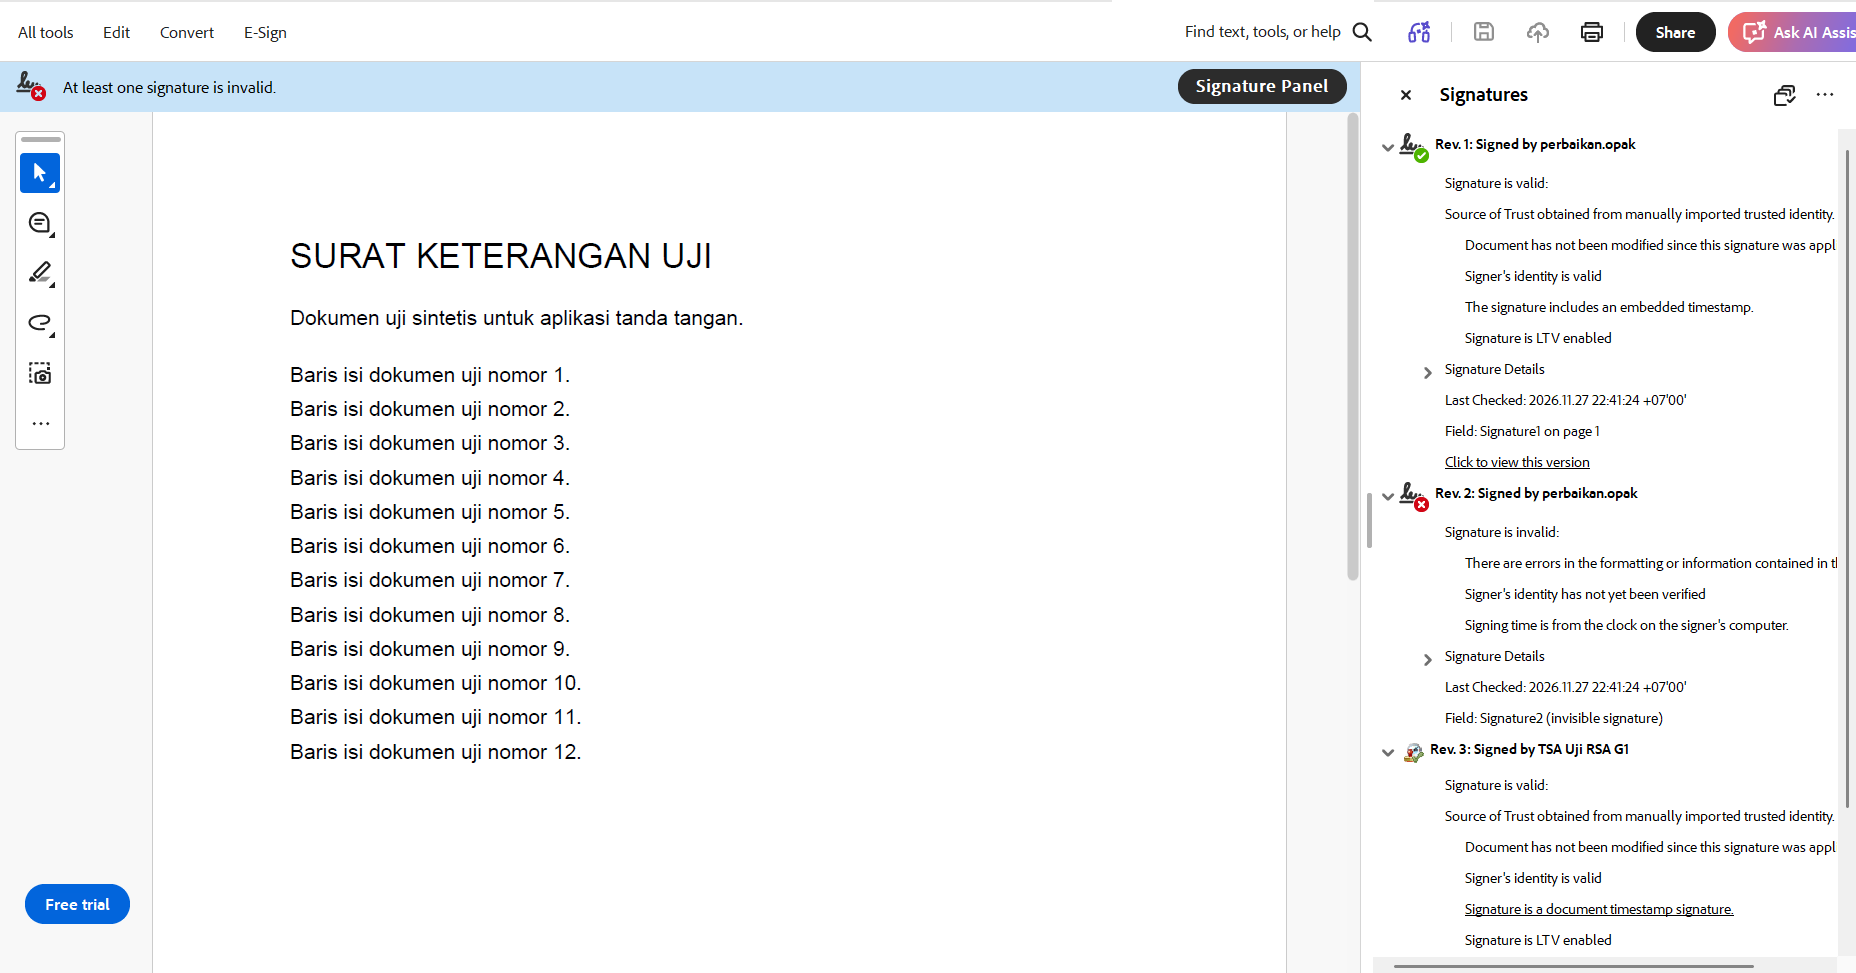 All tools Edit Convert E-Sign Find text, tools, or help Share Ask AI Assis
At least one signature is invalid. Signature Panel
SURAT KETERANGAN UJI
Dokumen uji sintetis untuk aplikasi tanda tangan.
Baris isi dokumen uji nomor 1.
Baris isi dokumen uji nomor 2.
Baris isi dokumen uji nomor 3.
Baris isi dokumen uji nomor 4.
Baris isi dokumen uji nomor 5.
Baris isi dokumen uji nomor 6.
Baris isi dokumen uji nomor 7.
Baris isi dokumen uji nomor 8.
Baris isi dokumen uji nomor 9.
Baris isi dokumen uji nomor 10.
Baris isi dokumen uji nomor 11.
Baris isi dokumen uji nomor 12.
Free trial
Signatures
Rev. 1: Signed by perbaikan.opak
Signature is valid:
Source of Trust obtained from manually imported trusted identity.
Document has not been modified since this signature was appl
Signer's identity is valid
The signature includes an embedded timestamp.
Signature is LTV enabled
Signature Details
Last Checked: 2026.11.27 22:41:24 +07'00'
Field: Signature1 on page 1
Click to view this version
Rev. 2: Signed by perbaikan.opak
Signature is invalid:
There are errors in the formatting or information contained in th
Signer's identity has not yet been verified
Signing time is from the clock on the signer's computer.
Signature Details
Last Checked: 2026.11.27 22:41:24 +07'00'
Field: Signature2 (invisible signature)
Rev. 3: Signed by TSA Uji RSA G1
Signature is valid:
Source of Trust obtained from manually imported trusted identity.
Document has not been modified since this signature was appl
Signer's identity is valid
Signature is a document timestamp signature.
Signature is LTV enabled